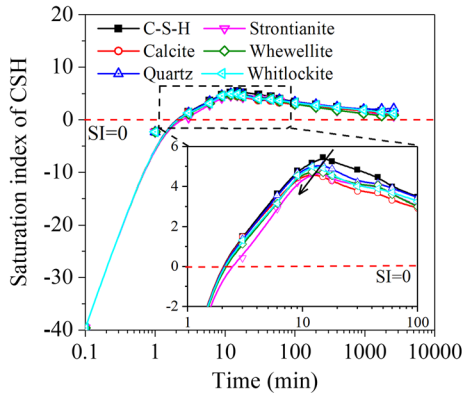 C-S-H
Strontianite
Calcite
Whewellite
Quartz
Whitlockite
Saturation index of CSH
20
10
0
-10
-20
-30
-40
SI=0
6
4
2
0
-2
SI=0
1
10
100
0.1
1
10
100
1000
10000
Time (min)